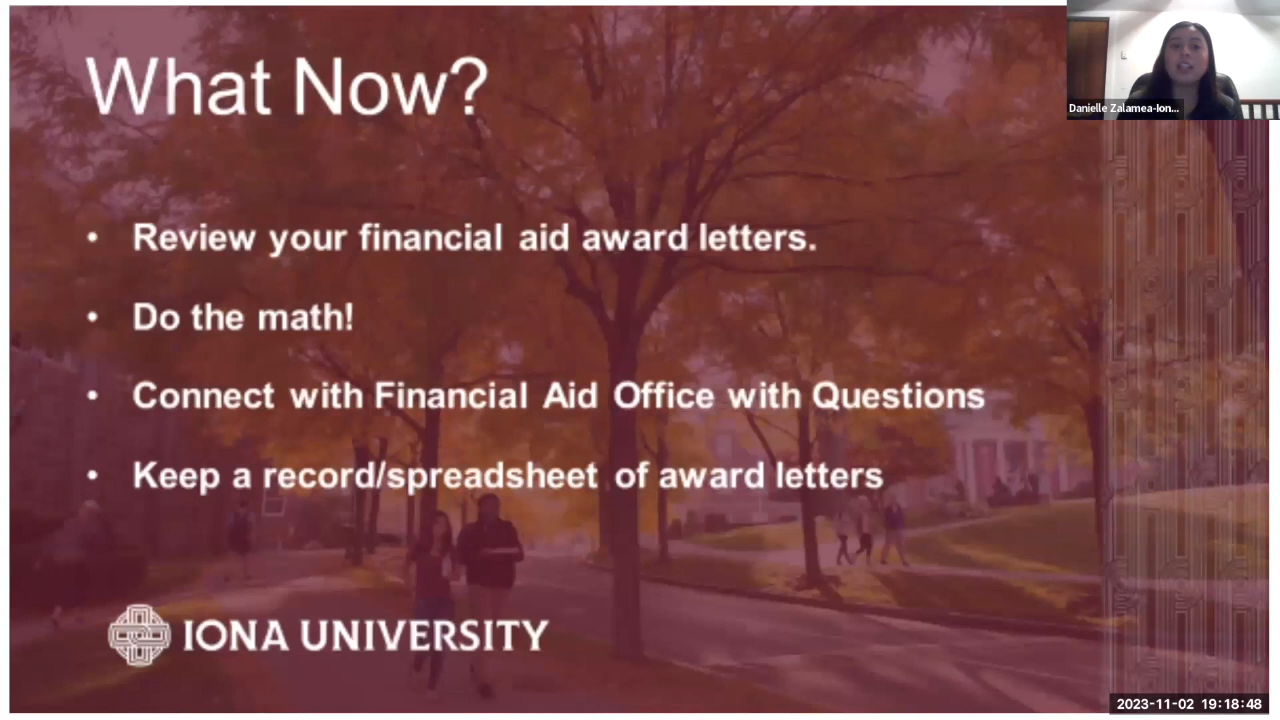 What Now?
Danielle Zalamea-Ion...
• Review your financial aid award letters.
• Do the math!
• Connect with Financial Aid Office with Questions
• Keep a record/spreadsheet of award letters
IONA UNIVERSITY
2023-11-02 19:18:48